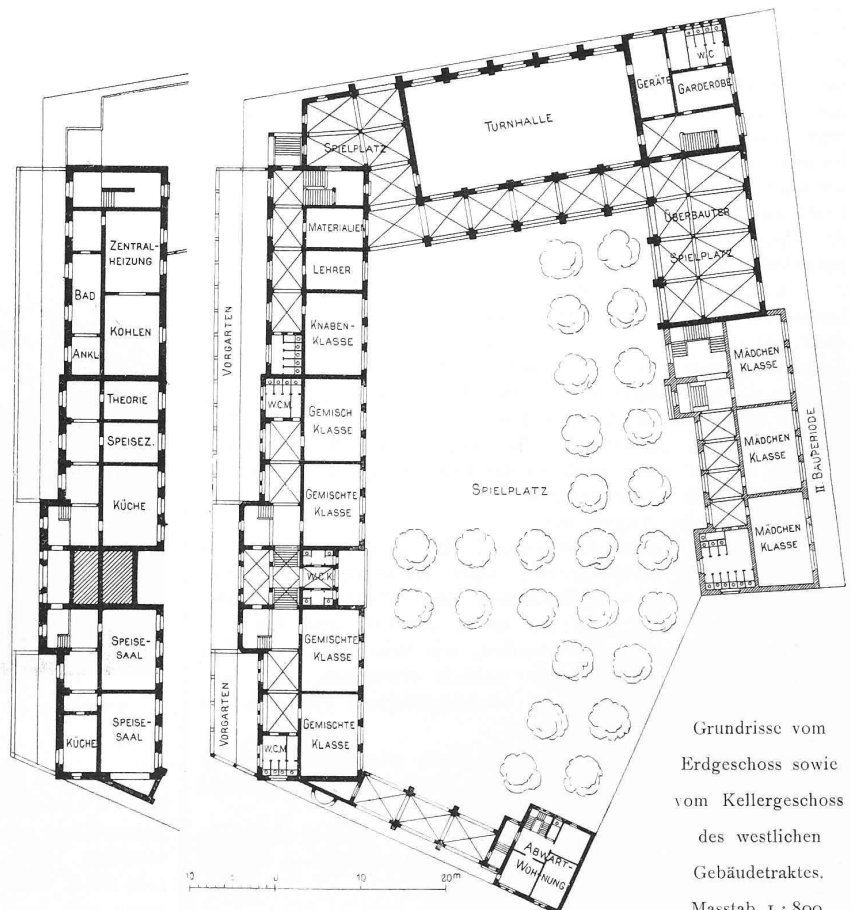 ZENTRAL-
HEIZUNG
BAD
KOHLEN
ANKL.
THEORIE
SPEISEZ.
KÜCHE
SPEISE-
SAAL
SPEISE-
SAAL
KÜCHE
VORGARTEN
VORGARTEN
SPIELPLATZ
TURNHALLE
GERÄTE
W.C
GARDEROBE
MATERIALIEN
LEHRER
KNABEN-
KLASSE
W.C.M.
GEMISCH
KLASSE
GEMISCHTE
KLASSE
W.C.K.
GEMISCHTE
KLASSE
GEMISCHTE
KLASSE
W.C.M.
ÜBERBAUTER
SPIELPLATZ
MÄDCHEN
KLASSE
MÄDCHEN
KLASSE
MÄDCHEN
KLASSE
II. BAUPERIODE
SPIELPLATZ
ABWART-
WOHNUNG
10 5 0 10 20m
Grundrisse vom
Erdgeschoss sowie
vom Kellergeschoss
des westlichen
Gebäudetraktes.
Masstab 1 : 800